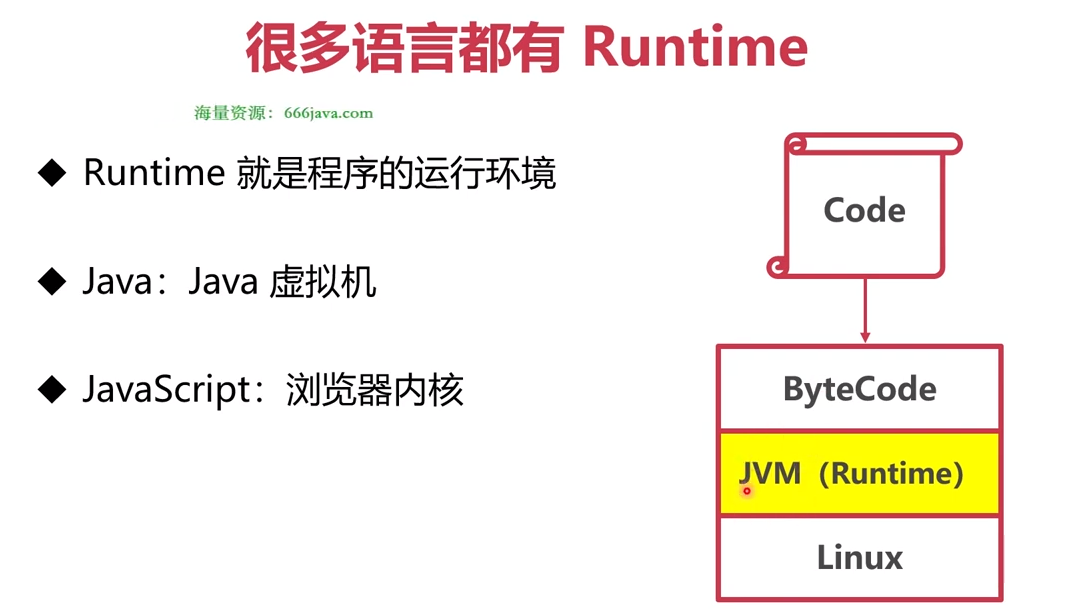 很多语言都有 Runtime
海量资源：666java.com
◆ Runtime 就是程序的运行环境
◆ Java：Java 虚拟机
◆ JavaScript：浏览器内核
Code
ByteCode
JVM（Runtime）
Linux